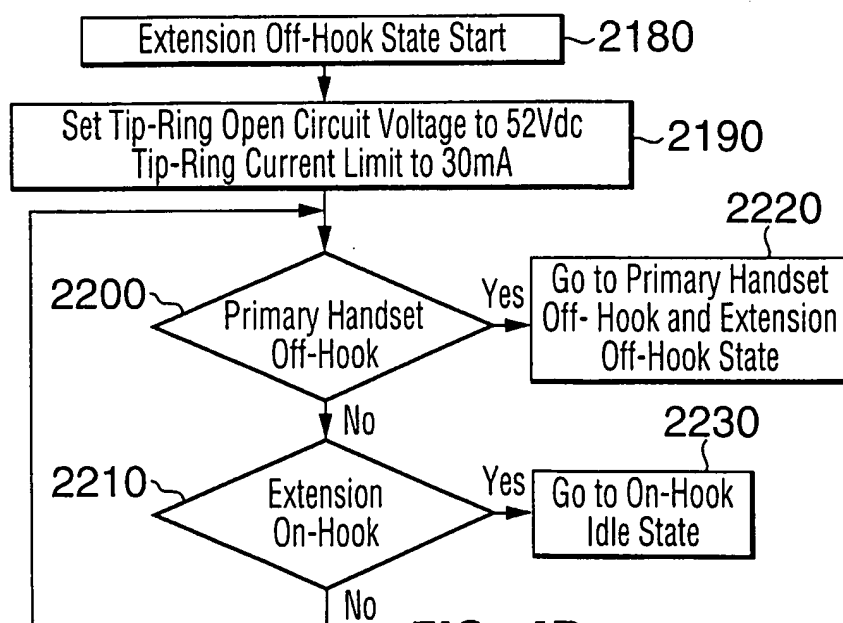 Extension Off-Hook State Start
2180
Set Tip-Ring Open Circuit Voltage to 52Vdc
Tip-Ring Current Limit to 30mA
2190
2220
2200
Primary Handset
Off-Hook
Yes
Go to Primary Handset
Off- Hook and Extension
Off-Hook State
No
2230
2210
Extension
On-Hook
Yes
Go to On-Hook
Idle State
No